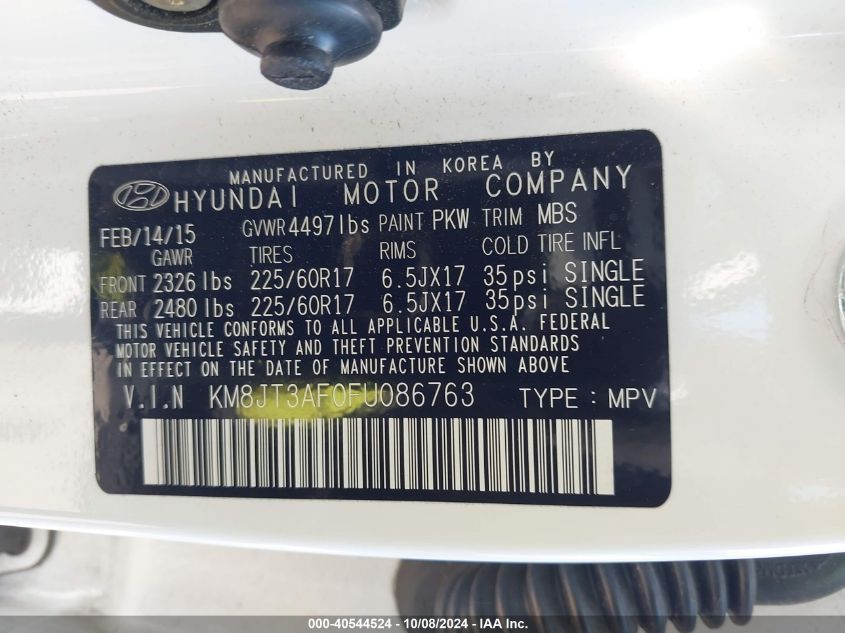 MANUFACTURED IN KOREA BY
HYUNDAI MOTOR COMPANY
FEB/14/15 GVWR 4497 lbs PAINT PKW TRIM MBS
GAWR TIRES RIMS COLD TIRE INFL
FRONT 2326 lbs 225/60R17 6.5JX17 35psi SINGLE
REAR 2480 lbs 225/60R17 6.5JX17 35psi SINGLE
THIS VEHICLE CONFORMS TO ALL APPLICABLE U.S.A. FEDERAL
MOTOR VEHICLE SAFETY AND THEFT PREVENTION STANDARDS
IN EFFECT ON THE DATE OF MANUFACTURE SHOWN ABOVE
V.I.N KM8JT3AF0FU086763 TYPE : MPV
000-40544524 - 10/08/2024 - IAA Inc.